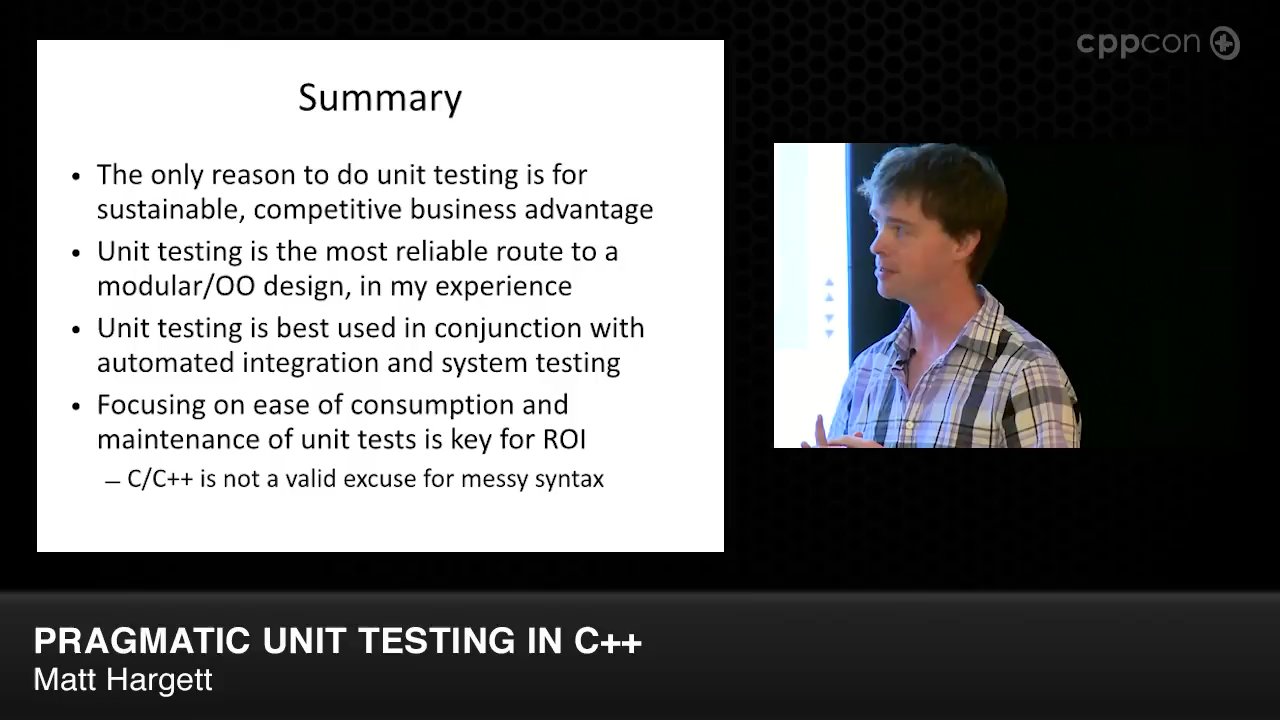 cppcon
Summary
• The only reason to do unit testing is for
sustainable, competitive business advantage
• Unit testing is the most reliable route to a
modular/OO design, in my experience
• Unit testing is best used in conjunction with
automated integration and system testing
• Focusing on ease of consumption and
maintenance of unit tests is key for ROI
– C/C++ is not a valid excuse for messy syntax
PRAGMATIC UNIT TESTING IN C++
Matt Hargett